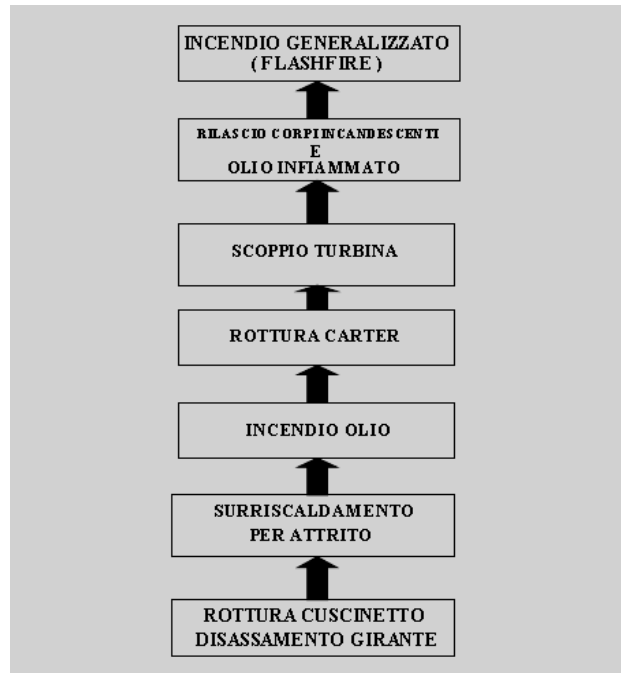 INCENDIO GENERALIZZATO
( FLASHFIRE )
RILASCIO CORPI INCANDESCENTI
E
OLIO INFIAMMATO
SCOPPIO TURBINA
ROTTURA CARTER
INCENDIO OLIO
SURRISCALDAMENTO
PER ATTRITO
ROTTURA CUSCINETTO
DISASSAMENTO GIRANTE